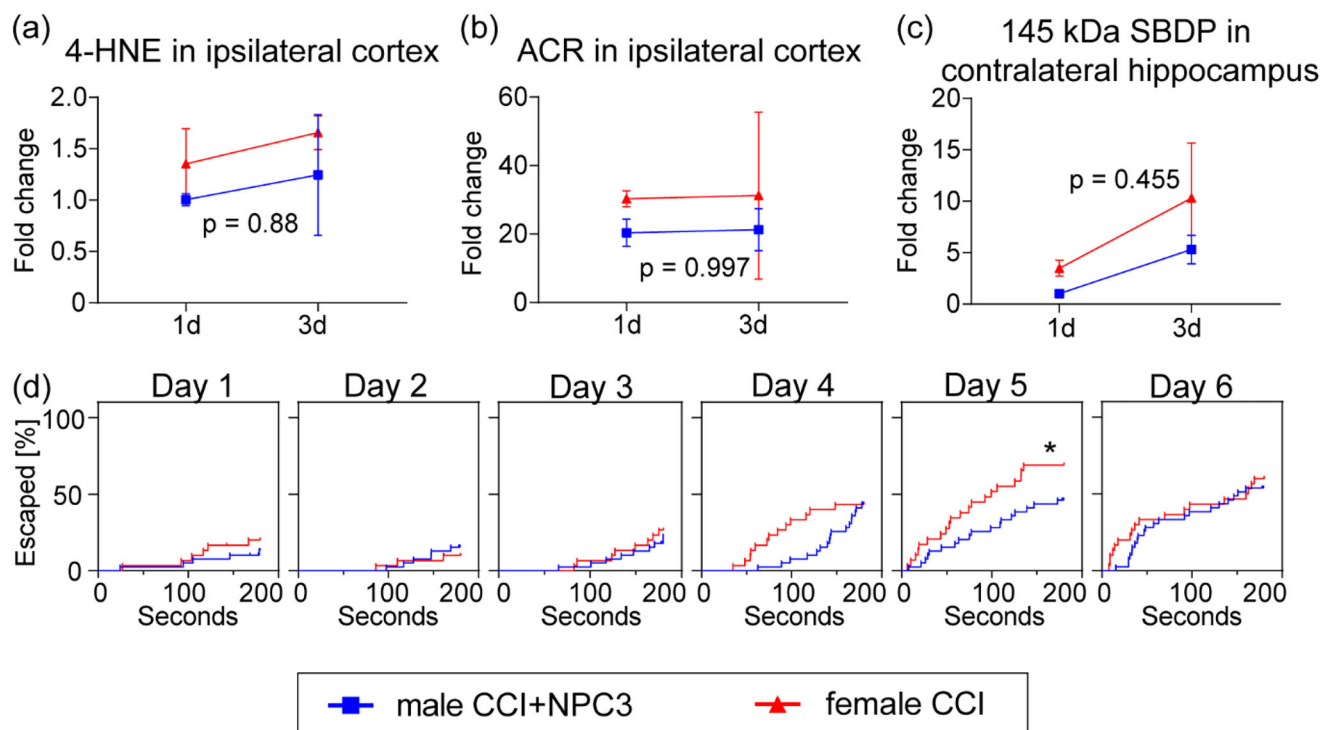 (a)
4-HNE in ipsilateral cortex
Fold change
2.0
1.5
1.0
0.5
0.0
p = 0.88
1d 3d
(b)
ACR in ipsilateral cortex
Fold change
60
40
20
0
p = 0.997
1d 3d
(c)
145 kDa SBDP in
contralateral hippocampus
Fold change
20
15
10
5
0
p = 0.455
1d 3d
(d)
Escaped [%]
100
50
0
Day 1
0 100 200
Seconds
Day 2
0 100 200
Seconds
Day 3
0 100 200
Seconds
Day 4
0 100 200
Seconds
Day 5
*
0 100 200
Seconds
Day 6
0 100 200
Seconds
male CCI+NPC3
female CCI